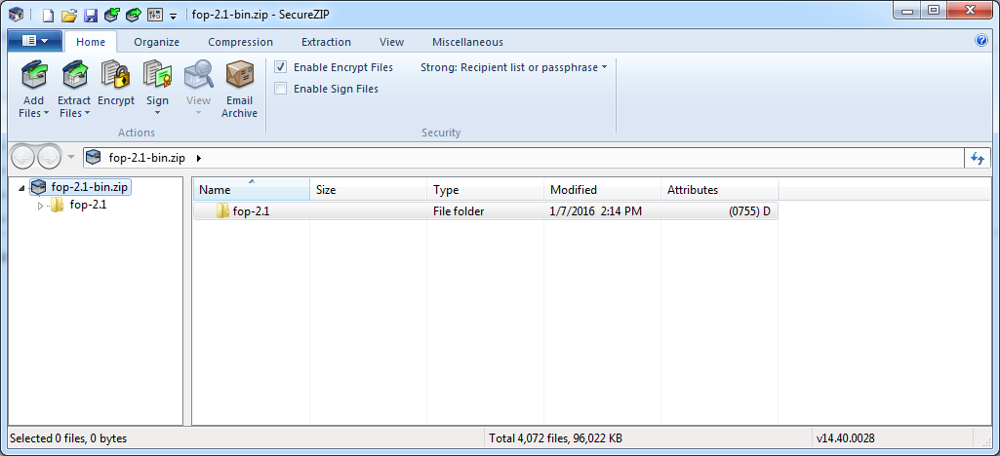 fop-2.1-bin.zip - SecureZIP
Home Organize Compression Extraction View Miscellaneous
Add Files Extract Files Encrypt Sign View Email Archive
Actions
Enable Encrypt Files Strong: Recipient list or passphrase
Enable Sign Files
Security
fop-2.1-bin.zip
fop-2.1-bin.zip
fop-2.1
Name Size Type Modified Attributes
fop-2.1 File folder 1/7/2016 2:14 PM (0755) D
Selected 0 files, 0 bytes Total 4,072 files, 96,022 KB v14.40.0028